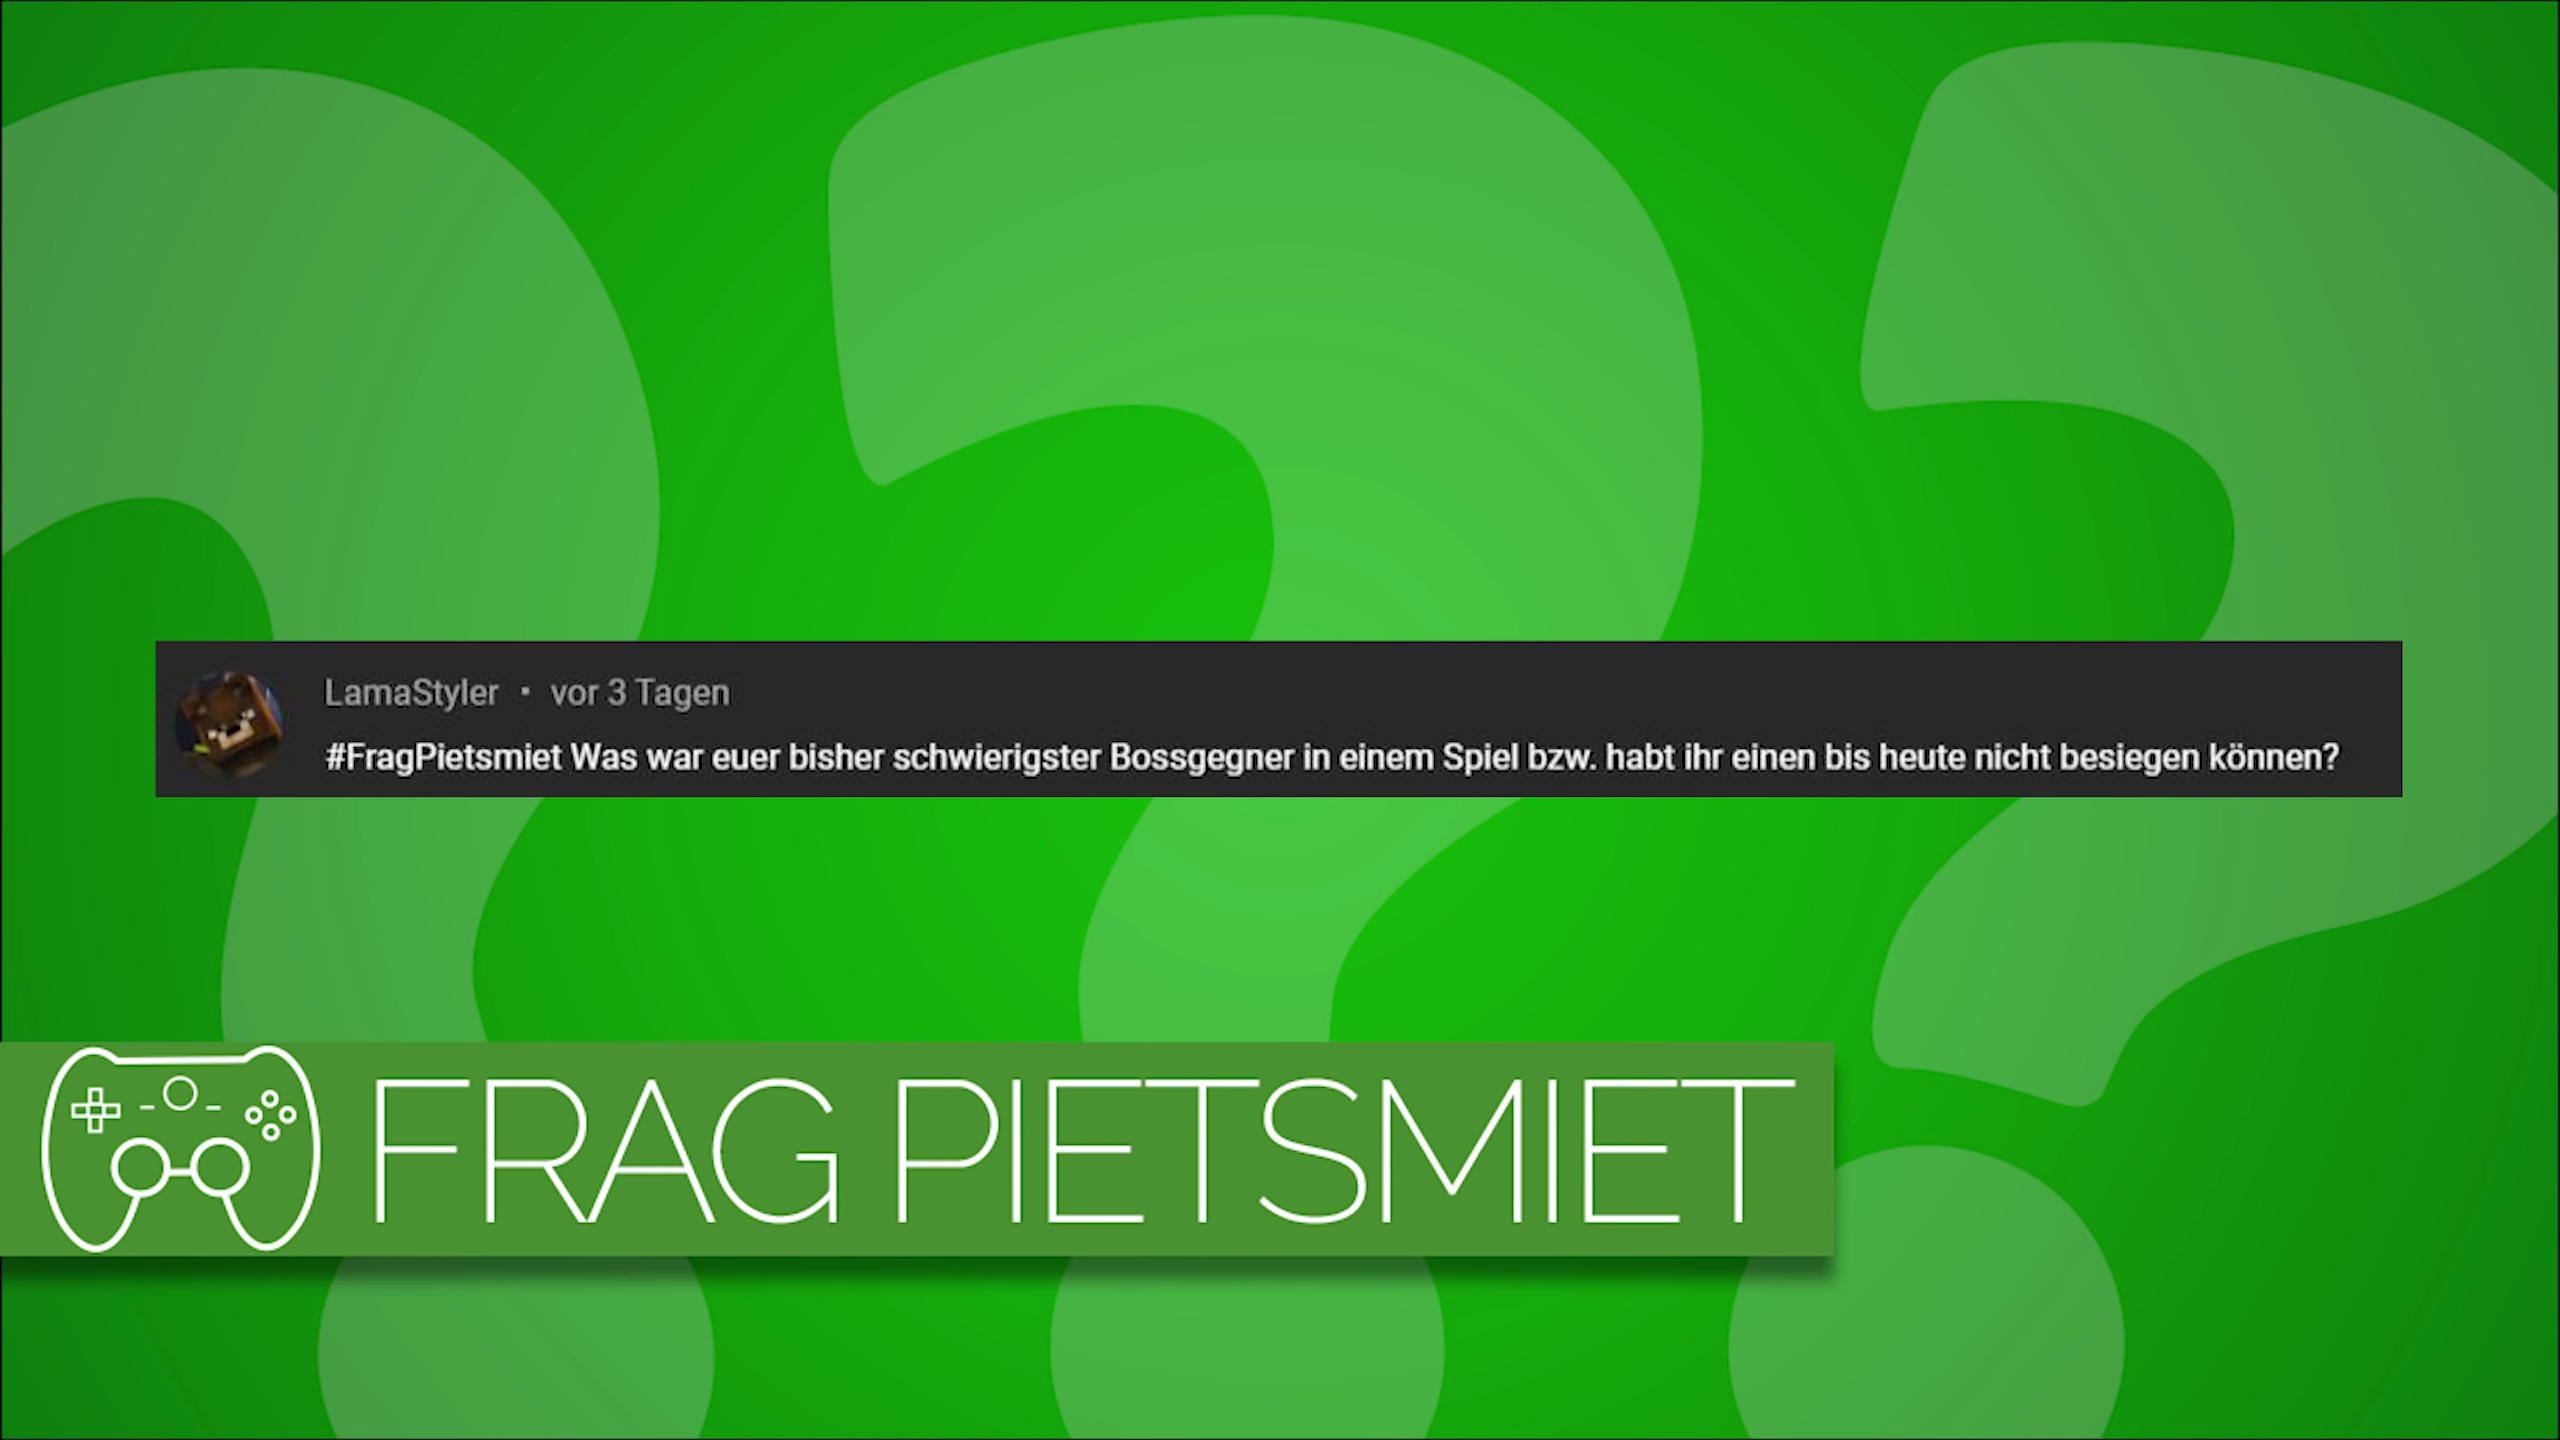 LamaStyler • vor 3 Tagen
#FragPietsmiet Was war euer bisher schwierigster Bossgegner in einem Spiel bzw. habt ihr einen bis heute nicht besiegen können?
FRAG PIETSMIET